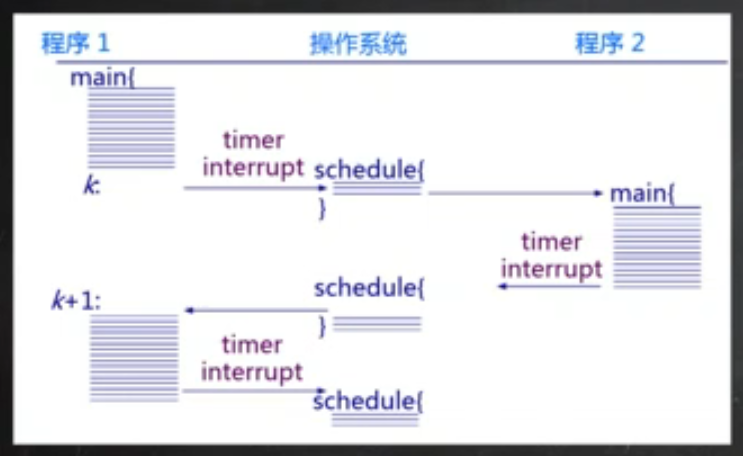 程序 1 操作系统 程序 2
main{
timer
interrupt
schedule{
k:
}
main{
timer
interrupt
schedule{
k+1:
}
timer
interrupt
schedule{